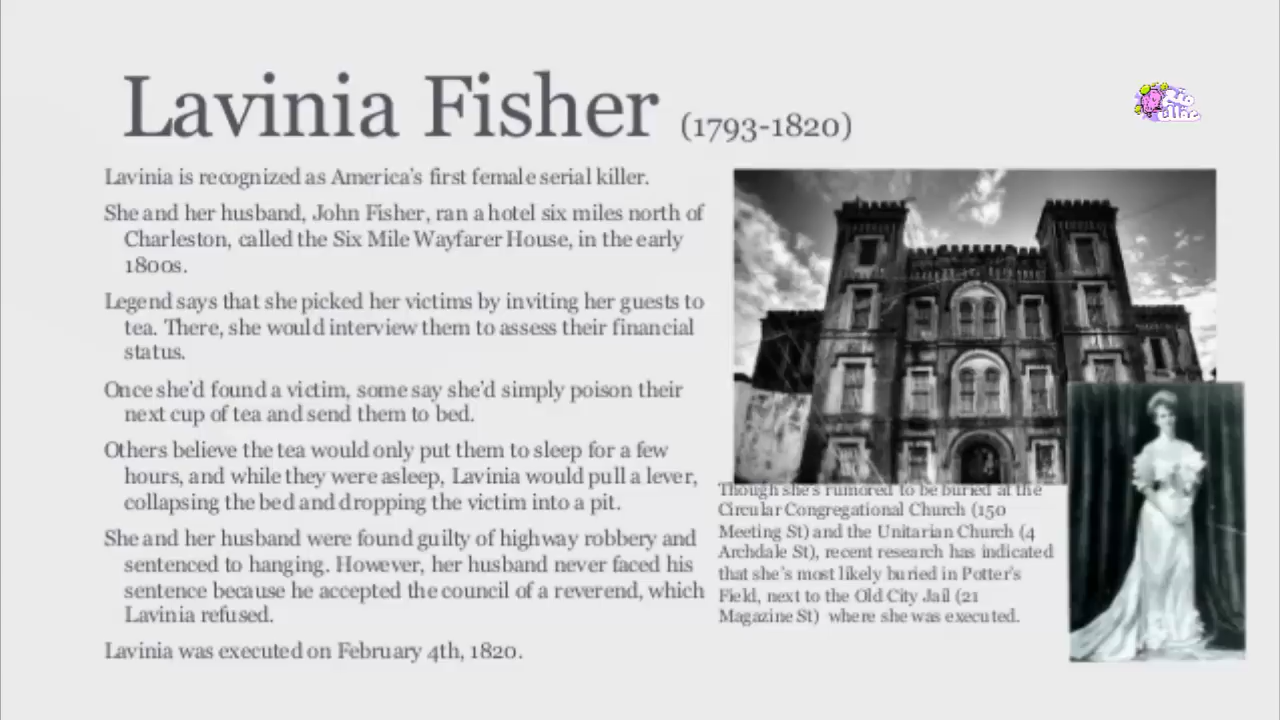 Lavinia Fisher (1793-1820)
Lavinia is recognized as America's first female serial killer.
She and her husband, John Fisher, ran a hotel six miles north of
Charleston, called the Six Mile Wayfarer House, in the early
1800s.
Legend says that she picked her victims by inviting her guests to
tea. There, she would interview them to assess their financial
status.
Once she'd found a victim, some say she'd simply poison their
next cup of tea and send them to bed.
Others believe the tea would only put them to sleep for a few
hours, and while they were asleep, Lavinia would pull a lever,
collapsing the bed and dropping the victim into a pit.
She and her husband were found guilty of highway robbery and
sentenced to hanging. However, her husband never faced his
sentence because he accepted the council of a reverend, which
Lavinia refused.
Lavinia was executed on February 4th, 1820.
Though she's rumored to be buried at the
Circular Congregational Church (150
Meeting St) and the Unitarian Church (4
Archdale St), recent research has indicated
that she's most likely buried in Potter's
Field, next to the Old City Jail (21
Magazine St) where she was executed.
متع
عقلك